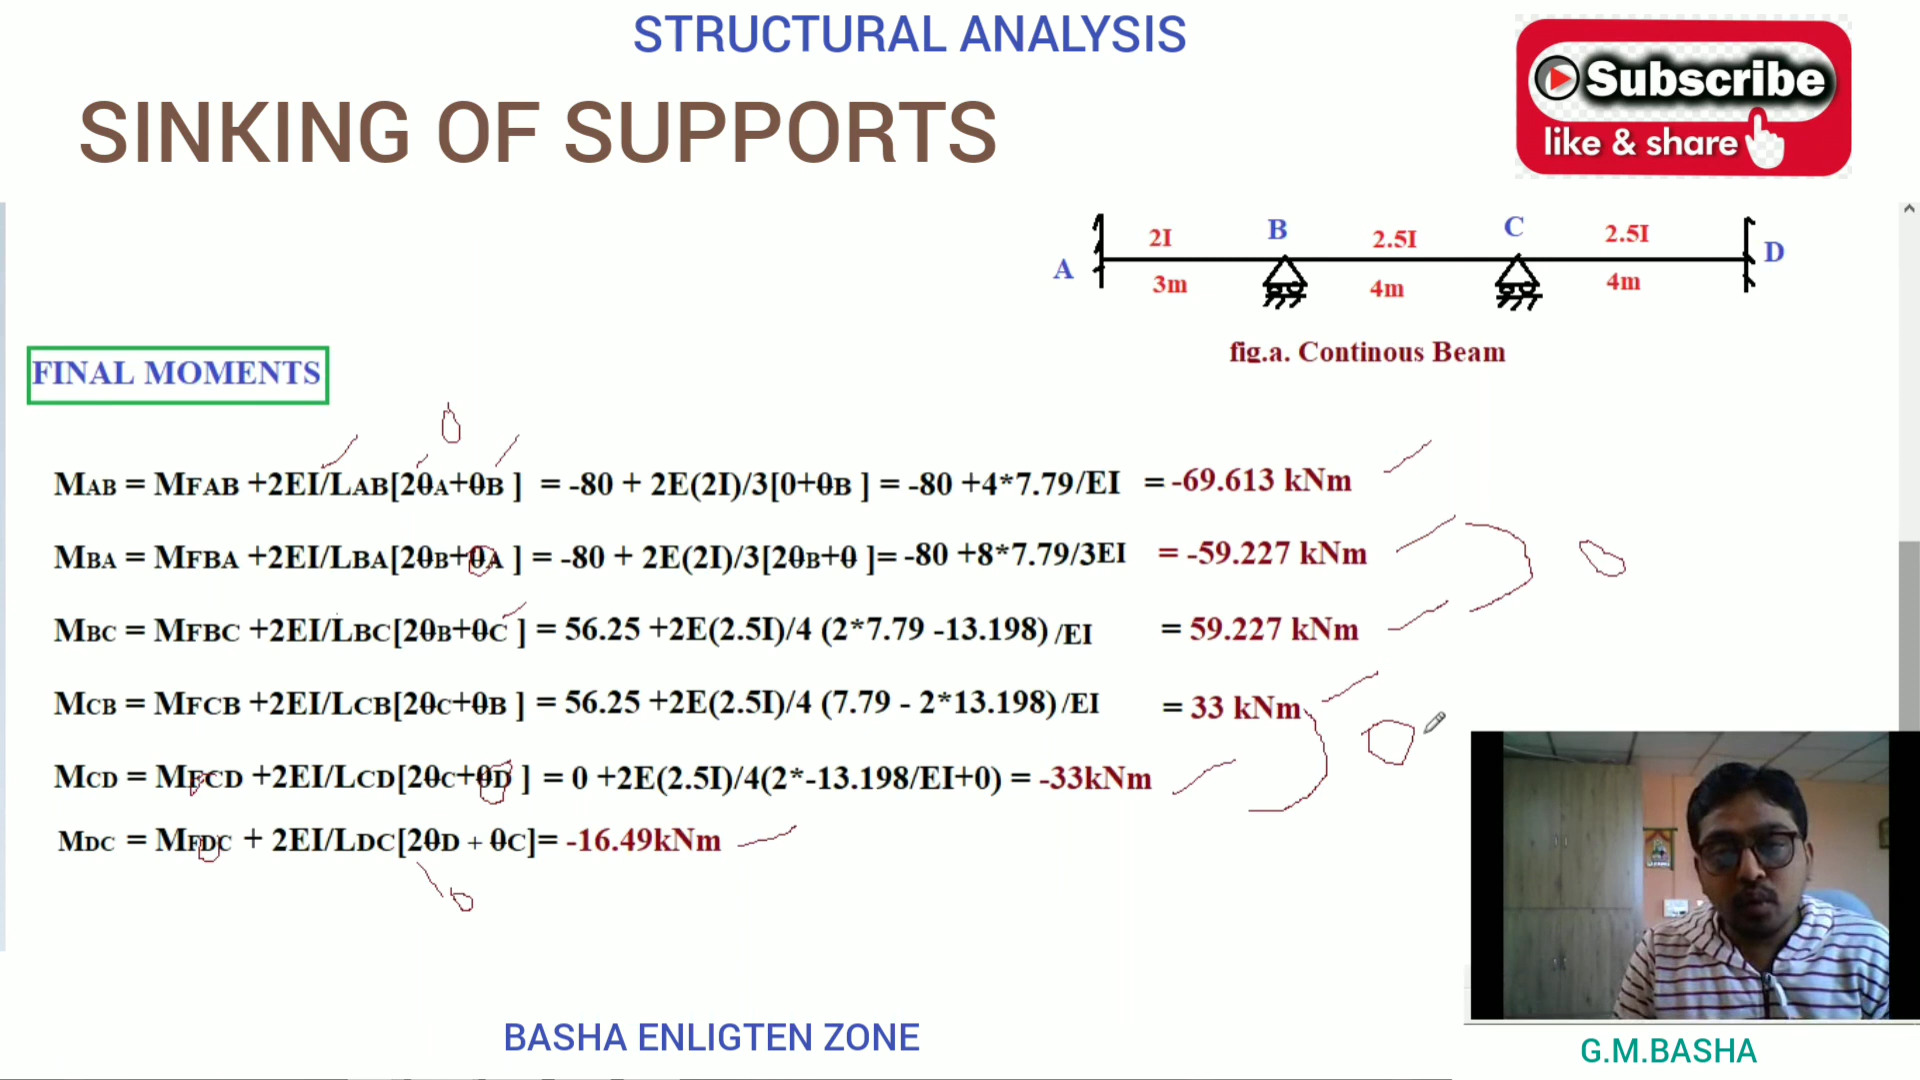 STRUCTURAL ANALYSIS
SINKING OF SUPPORTS
Subscribe
like & share
2I B 2.5I C 2.5I
A D
3m 4m 4m
fig.a. Continous Beam
FINAL MOMENTS
0
MAB = MFAB +2EI/LAB[2θA+θB ] = -80 + 2E(2I)/3[0+θB ] = -80 +4*7.79/EI = -69.613 kNm
MBA = MFBA +2EI/LBA[2θB+θA ] = -80 + 2E(2I)/3[2θB+0 ]= -80 +8*7.79/3EI = -59.227 kNm
0
MBC = MFBC +2EI/LBC[2θB+θC ] = 56.25 +2E(2.5I)/4 (2*7.79 -13.198) /EI = 59.227 kNm
MCB = MFCB +2EI/LCB[2θC+θB ] = 56.25 +2E(2.5I)/4 (7.79 - 2*13.198) /EI = 33 kNm
0
MCD = MFCD +2EI/LCD[2θC+θD ] = 0 +2E(2.5I)/4(2*-13.198/EI+0) = -33kNm
MDC = MFDC + 2EI/LDC[2θD + θC]= -16.49kNm
0
BASHA ENLIGTEN ZONE
G.M.BASHA